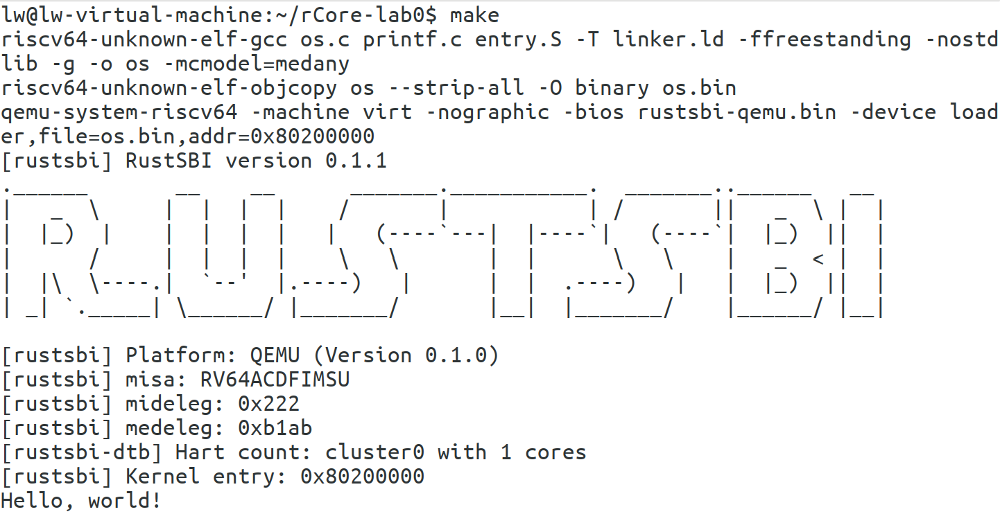 lw@lw-virtual-machine:~/rCore-lab0$ make
riscv64-unknown-elf-gcc os.c printf.c entry.S -T linker.ld -ffreestanding -nostd
lib -g -o os -mcmodel=medany
riscv64-unknown-elf-objcopy os --strip-all -O binary os.bin
qemu-system-riscv64 -machine virt -nographic -bios rustsbi-qemu.bin -device load
er,file=os.bin,addr=0x80200000
[rustsbi] RustSBI version 0.1.1
.______       __    __      _______.___________.  _______..______   __
|   _  \     |  |  |  |    /       |           | /       ||   _  \ |  |
|  |_)  |    |  |  |  |   |   (----`---|  |----`|   (----`|  |_)  ||  |
|      /     |  |  |  |    \   \       |  |      \   \    |   _  < |  |
|  |\  \----.|  `--'  |.----)   |      |  |  .----)   |   |  |_)  ||  |
| _| `._____| \______/ |_______/       |__|  |_______/    |______/ |__|
[rustsbi] Platform: QEMU (Version 0.1.0)
[rustsbi] misa: RV64ACDFIMSU
[rustsbi] mideleg: 0x222
[rustsbi] medeleg: 0xb1ab
[rustsbi-dtb] Hart count: cluster0 with 1 cores
[rustsbi] Kernel entry: 0x80200000
Hello, world!